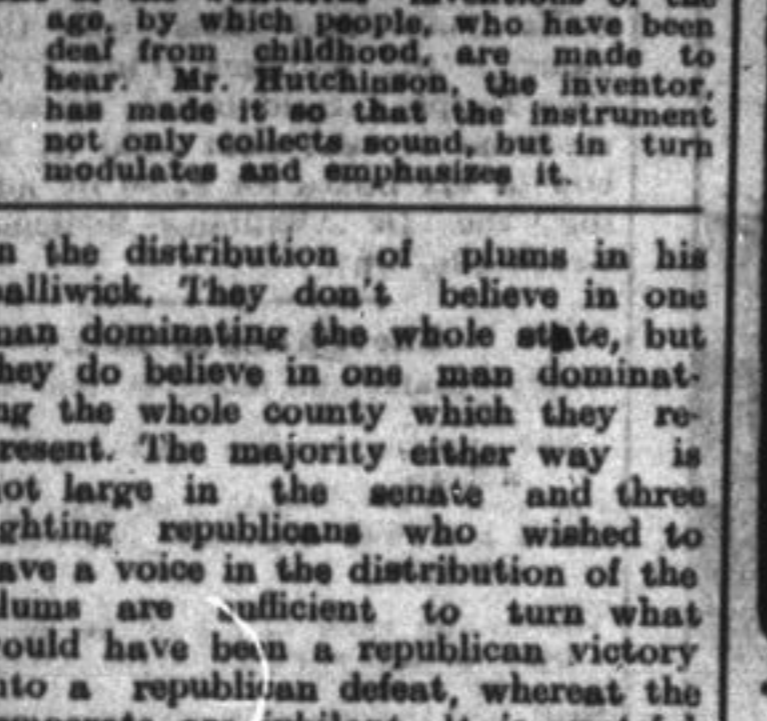 age, by which people, who have been
deaf from childhood, are made to
hear. Mr. Hutchinson, the inventor,
has made it so that the instrument
not only collects sound, but in turn
modulates and emphasizes it.
n the distribution of plums in his
alliwick. They don't believe in one
nan dominating the whole state, but
hey do believe in one man dominat-
ng the whole county which they re-
resent. The majority either way is
ot large in the senate and three
ghting republicans who wished to
ave a voice in the distribution of the
lums are sufficient to turn what
ould have been a republican victory
nto a republican defeat, whereat the